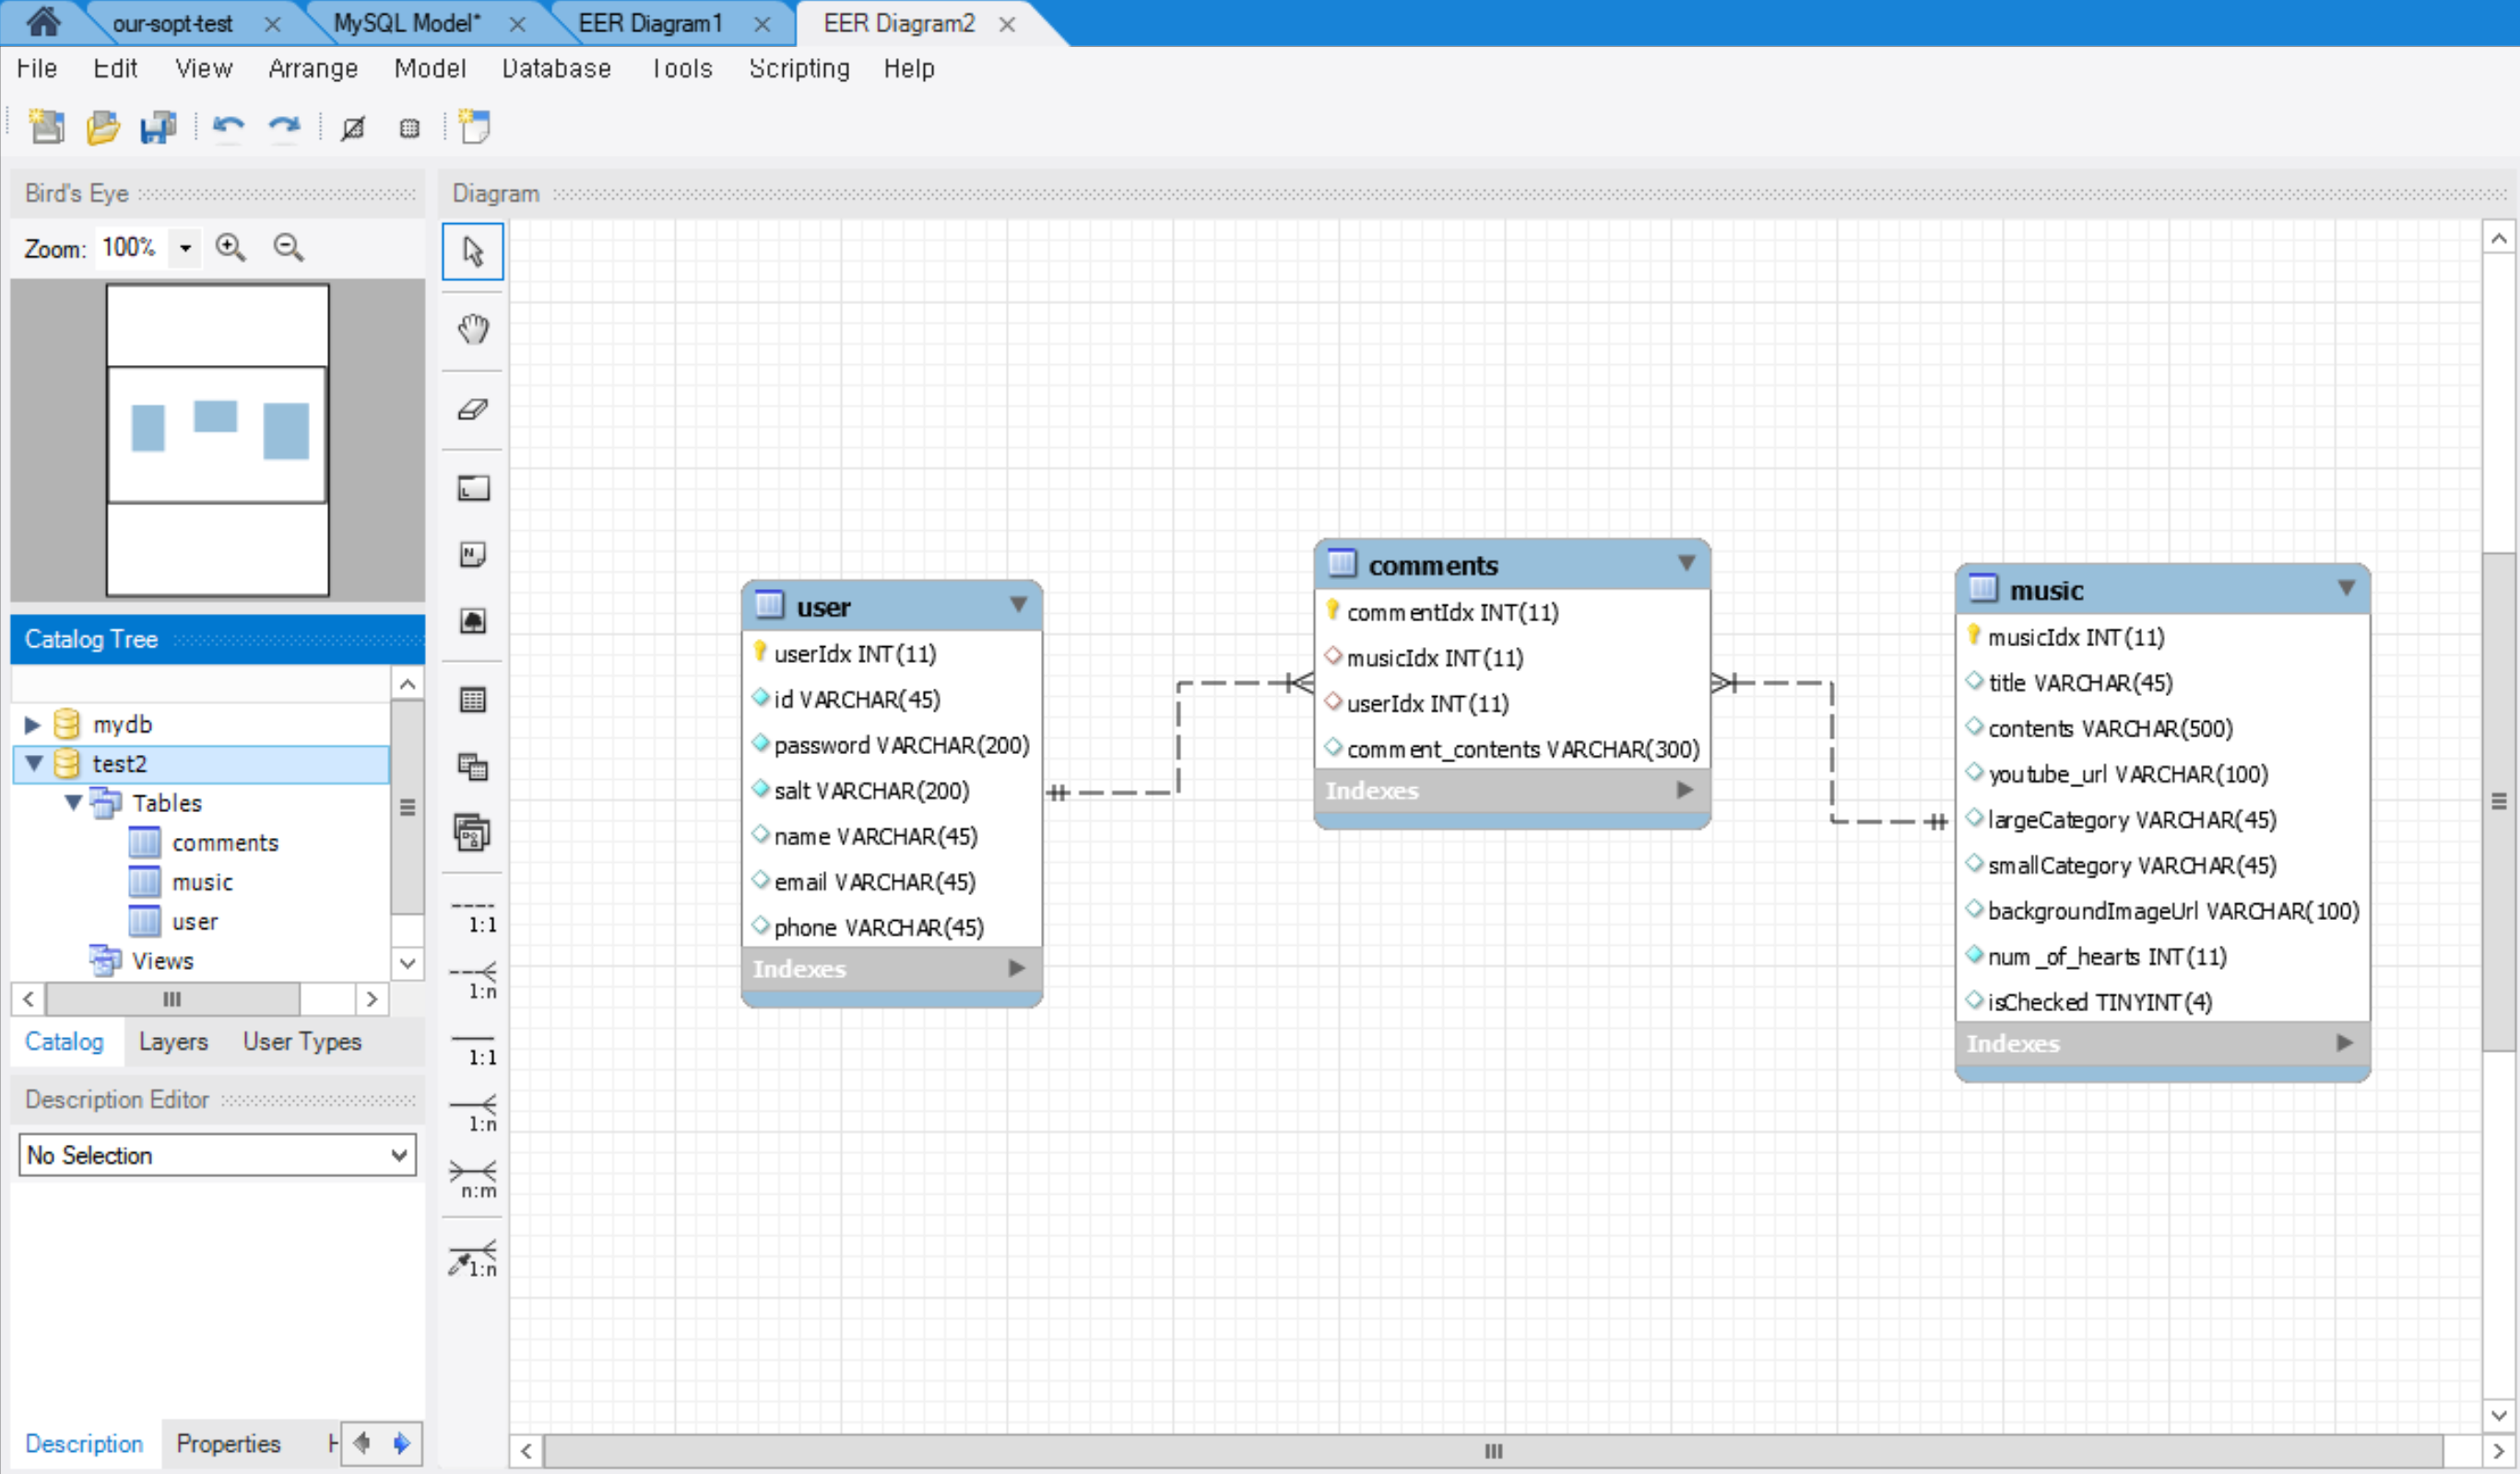 our-sopt-test MySQL Model* EER Diagram1 EER Diagram2
File Edit View Arrange Model Database Tools Scripting Help
Bird's Eye
Zoom: 100%
Catalog Tree
mydb
test2
Tables
comments
music
user
Views
Catalog Layers User Types
Description Editor
No Selection
Description Properties H
Diagram
1:1
1:n
1:1
1:n
n:m
1:n
user
userIdx INT(11)
id VARCHAR(45)
password VARCHAR(200)
salt VARCHAR(200)
name VARCHAR(45)
email VARCHAR(45)
phone VARCHAR(45)
Indexes
comments
commentIdx INT(11)
musicIdx INT(11)
userIdx INT(11)
comment_contents VARCHAR(300)
Indexes
music
musicIdx INT(11)
title VARCHAR(45)
contents VARCHAR(500)
youtube_url VARCHAR(100)
largeCategory VARCHAR(45)
smallCategory VARCHAR(45)
backgroundImageUrl VARCHAR(100)
num_of_hearts INT(11)
isChecked TINYINT(4)
Indexes